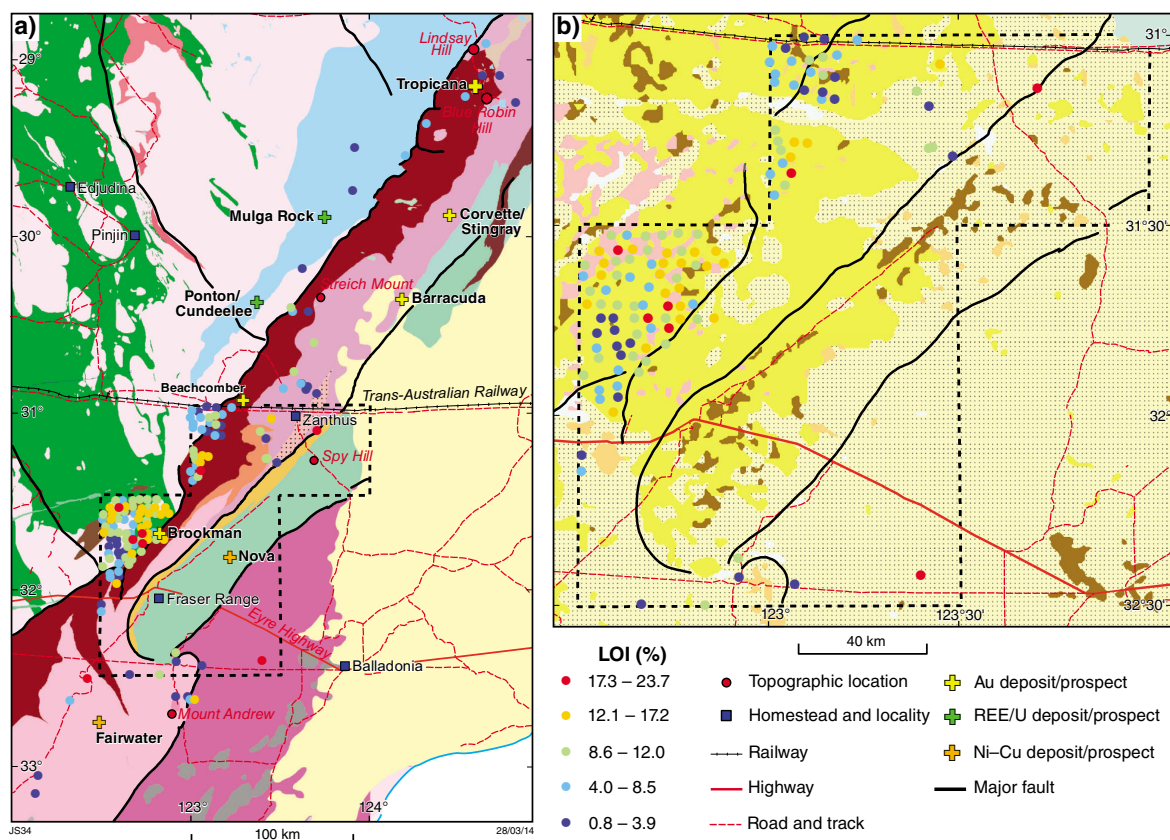 a)
29°
30°
31°
32°
33°
123°
124°
Lindsay
Hill
Tropicana
Blue Robin
Hill
Edjudina
Pinjin
Mulga Rock
Corvette/
Stingray
Ponton/
Cundeelee
Streich Mount
Barracuda
Beachcomber
Trans-Australian Railway
Zanthus
Spy Hill
Brookman
Nova
Fraser Range
Eyre Highway
Balladonia
Mount Andrew
Fairwater
JS34
100 km
28/03/14
b)
31°
31°30'
32°
32°30'
123°
123°30'
40 km
LOI (%)
17.3 – 23.7
12.1 – 17.2
8.6 – 12.0
4.0 – 8.5
0.8 – 3.9
Topographic location
Homestead and locality
Railway
Highway
Road and track
Au deposit/prospect
REE/U deposit/prospect
Ni–Cu deposit/prospect
Major fault